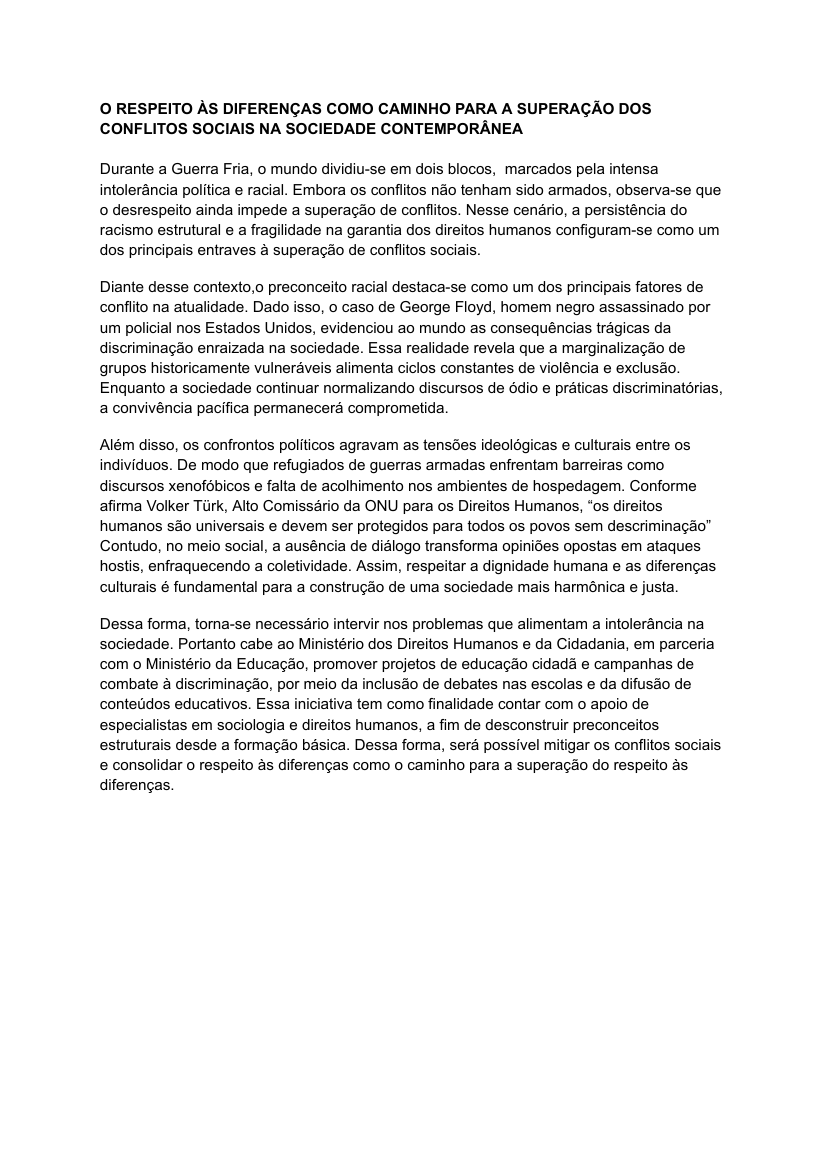 O RESPEITO ÀS DIFERENÇAS COMO CAMINHO PARA A SUPERAÇÃO DOS
CONFLITOS SOCIAIS NA SOCIEDADE CONTEMPORÂNEA
Durante a Guerra Fria, o mundo dividiu-se em dois blocos,  marcados pela intensa
intolerância política e racial. Embora os conflitos não tenham sido armados, observa-se que
o desrespeito ainda impede a superação de conflitos. Nesse cenário, a persistência do
racismo estrutural e a fragilidade na garantia dos direitos humanos configuram-se como um
dos principais entraves à superação de conflitos sociais.
Diante desse contexto,o preconceito racial destaca-se como um dos principais fatores de
conflito na atualidade. Dado isso, o caso de George Floyd, homem negro assassinado por
um policial nos Estados Unidos, evidenciou ao mundo as consequências trágicas da
discriminação enraizada na sociedade. Essa realidade revela que a marginalização de
grupos historicamente vulneráveis alimenta ciclos constantes de violência e exclusão.
Enquanto a sociedade continuar normalizando discursos de ódio e práticas discriminatórias,
a convivência pacífica permanecerá comprometida.
Além disso, os confrontos políticos agravam as tensões ideológicas e culturais entre os
indivíduos. De modo que refugiados de guerras armadas enfrentam barreiras como
discursos xenofóbicos e falta de acolhimento nos ambientes de hospedagem. Conforme
afirma Volker Türk, Alto Comissário da ONU para os Direitos Humanos, “os direitos
humanos são universais e devem ser protegidos para todos os povos sem descriminação”
Contudo, no meio social, a ausência de diálogo transforma opiniões opostas em ataques
hostis, enfraquecendo a coletividade. Assim, respeitar a dignidade humana e as diferenças
culturais é fundamental para a construção de uma sociedade mais harmônica e justa.
Dessa forma, torna-se necessário intervir nos problemas que alimentam a intolerância na
sociedade. Portanto cabe ao Ministério dos Direitos Humanos e da Cidadania, em parceria
com o Ministério da Educação, promover projetos de educação cidadã e campanhas de
combate à discriminação, por meio da inclusão de debates nas escolas e da difusão de
conteúdos educativos. Essa iniciativa tem como finalidade contar com o apoio de
especialistas em sociologia e direitos humanos, a fim de desconstruir preconceitos
estruturais desde a formação básica. Dessa forma, será possível mitigar os conflitos sociais
e consolidar o respeito às diferenças como o caminho para a superação do respeito às
diferenças.